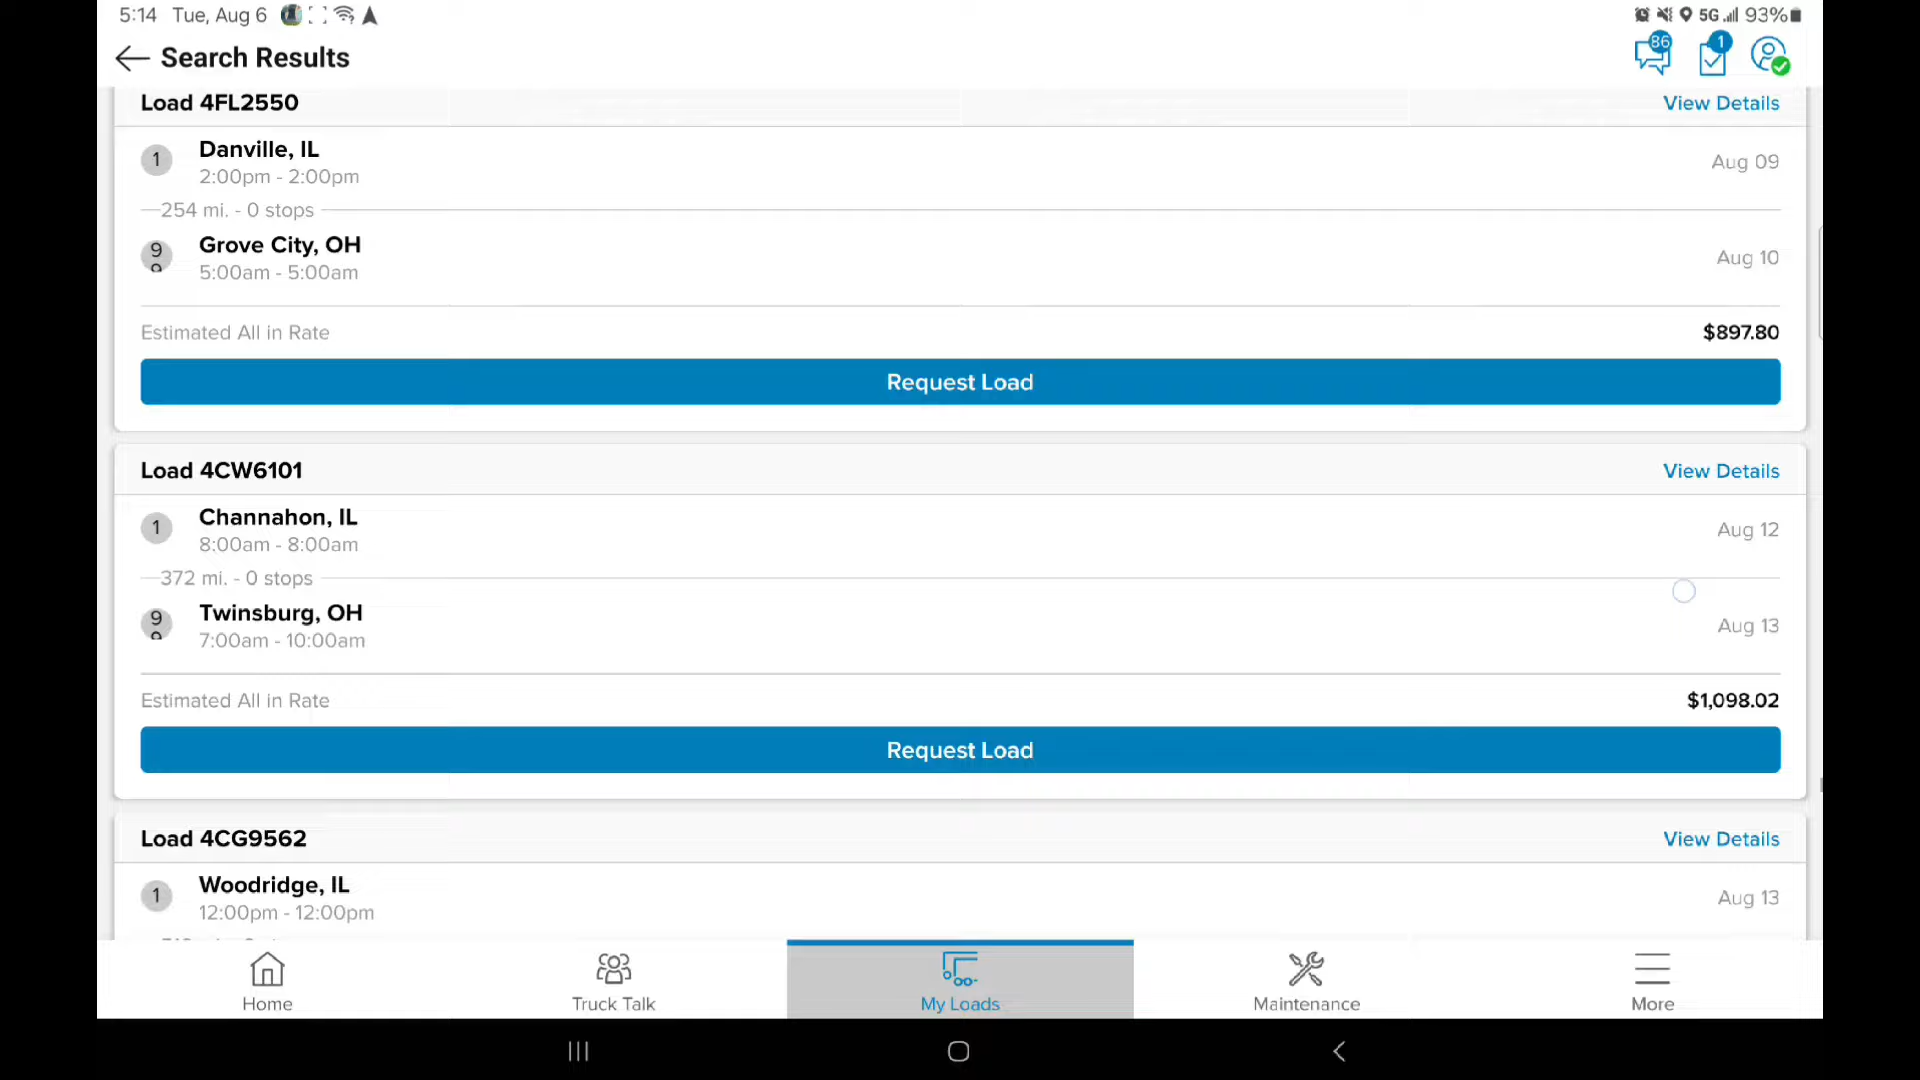 5:14 Tue, Aug 6 5G 93%
Search Results 86 1
Load 4FL2550 View Details
1 Danville, IL Aug 09
2:00pm - 2:00pm
254 mi. - 0 stops
Grove City, OH Aug 10
5:00am - 5:00am
Estimated All in Rate $897.80
Request Load
Load 4CW6101 View Details
1 Channahon, IL Aug 12
8:00am - 8:00am
372 mi. - 0 stops
Twinsburg, OH Aug 13
7:00am - 10:00am
Estimated All in Rate $1,098.02
Request Load
Load 4CG9562 View Details
1 Woodridge, IL Aug 13
12:00pm - 12:00pm
Home Truck Talk My Loads Maintenance More